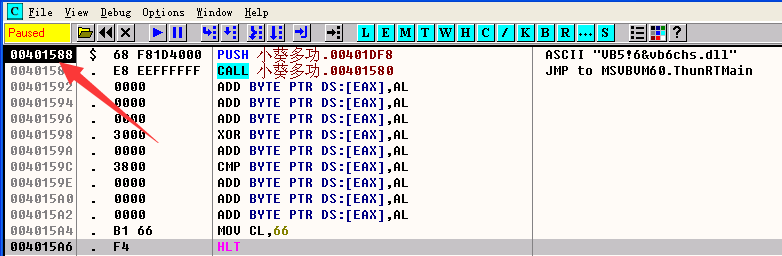 C File View Debug Options Window Help
Paused L E M T W H C / K B R ... S ?
00401588 $ 68 F81D4000 PUSH 小葵多功.00401DF8 ASCII "VB5!6&vb6chs.dll"
0040158 . E8 EEFFFFFF CALL 小葵多功.00401580 JMP to MSVBVM60.ThunRTMain
00401592 . 0000 ADD BYTE PTR DS:[EAX],AL
00401594 . 0000 ADD BYTE PTR DS:[EAX],AL
00401596 . 0000 ADD BYTE PTR DS:[EAX],AL
00401598 . 3000 XOR BYTE PTR DS:[EAX],AL
0040159A . 0000 ADD BYTE PTR DS:[EAX],AL
0040159C . 3800 CMP BYTE PTR DS:[EAX],AL
0040159E . 0000 ADD BYTE PTR DS:[EAX],AL
004015A0 . 0000 ADD BYTE PTR DS:[EAX],AL
004015A2 . 0000 ADD BYTE PTR DS:[EAX],AL
004015A4 . B1 66 MOV CL,66
004015A6 . F4 HLT